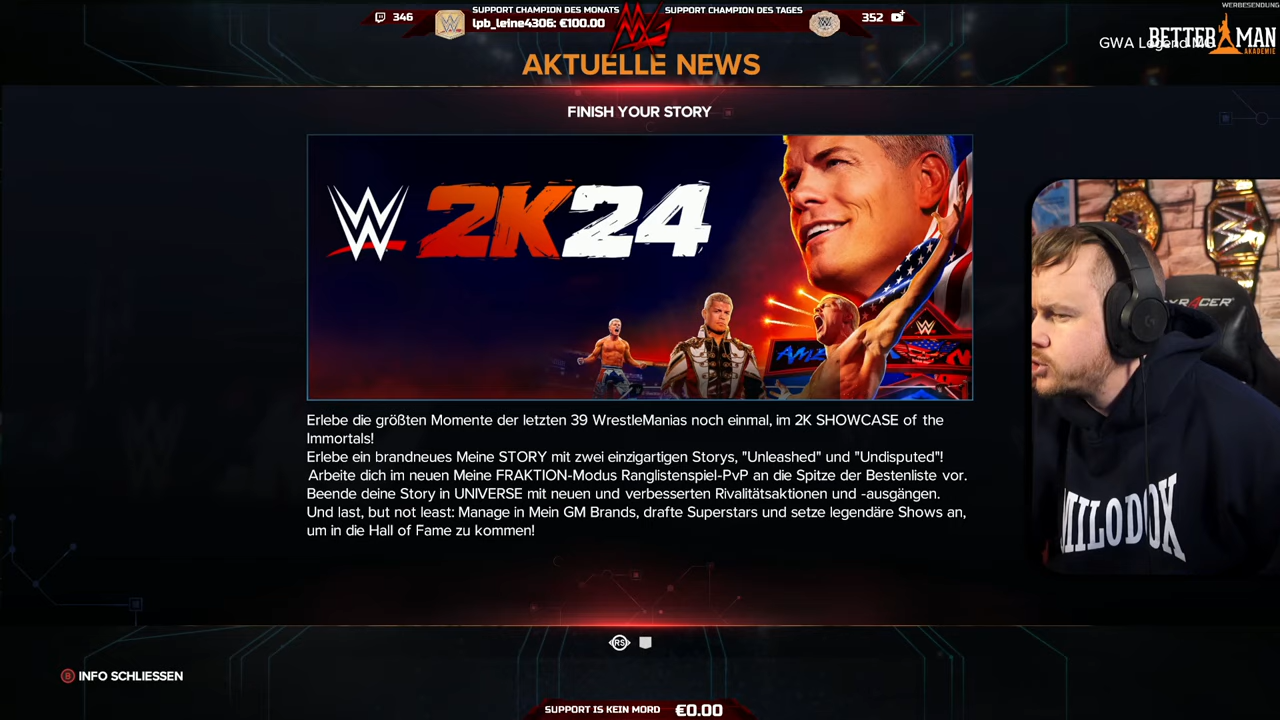 WERBESENDUNG
346
SUPPORT CHAMPION DES MONATS
lpb_leine4306: €100.00
SUPPORT CHAMPION DES TAGES
352
GWA Legend
BETTER MAN
AKADEMIE
AKTUELLE NEWS
FINISH YOUR STORY
W 2K24
Erlebe die größten Momente der letzten 39 WrestleManias noch einmal, im 2K SHOWCASE of the
Immortals!
Erlebe ein brandneues Meine STORY mit zwei einzigartigen Storys, "Unleashed" und "Undisputed"!
Arbeite dich im neuen Meine FRAKTION-Modus Ranglistenspiel-PvP an die Spitze der Bestenliste vor.
Beende deine Story in UNIVERSE mit neuen und verbesserten Rivalitätsaktionen und -ausgängen.
Und last, but not least: Manage in Mein GM Brands, drafte Superstars und setze legendäre Shows an,
um in die Hall of Fame zu kommen!
MILODOX
RS
B INFO SCHLIESSEN
SUPPORT IS KEIN MORD €0.00